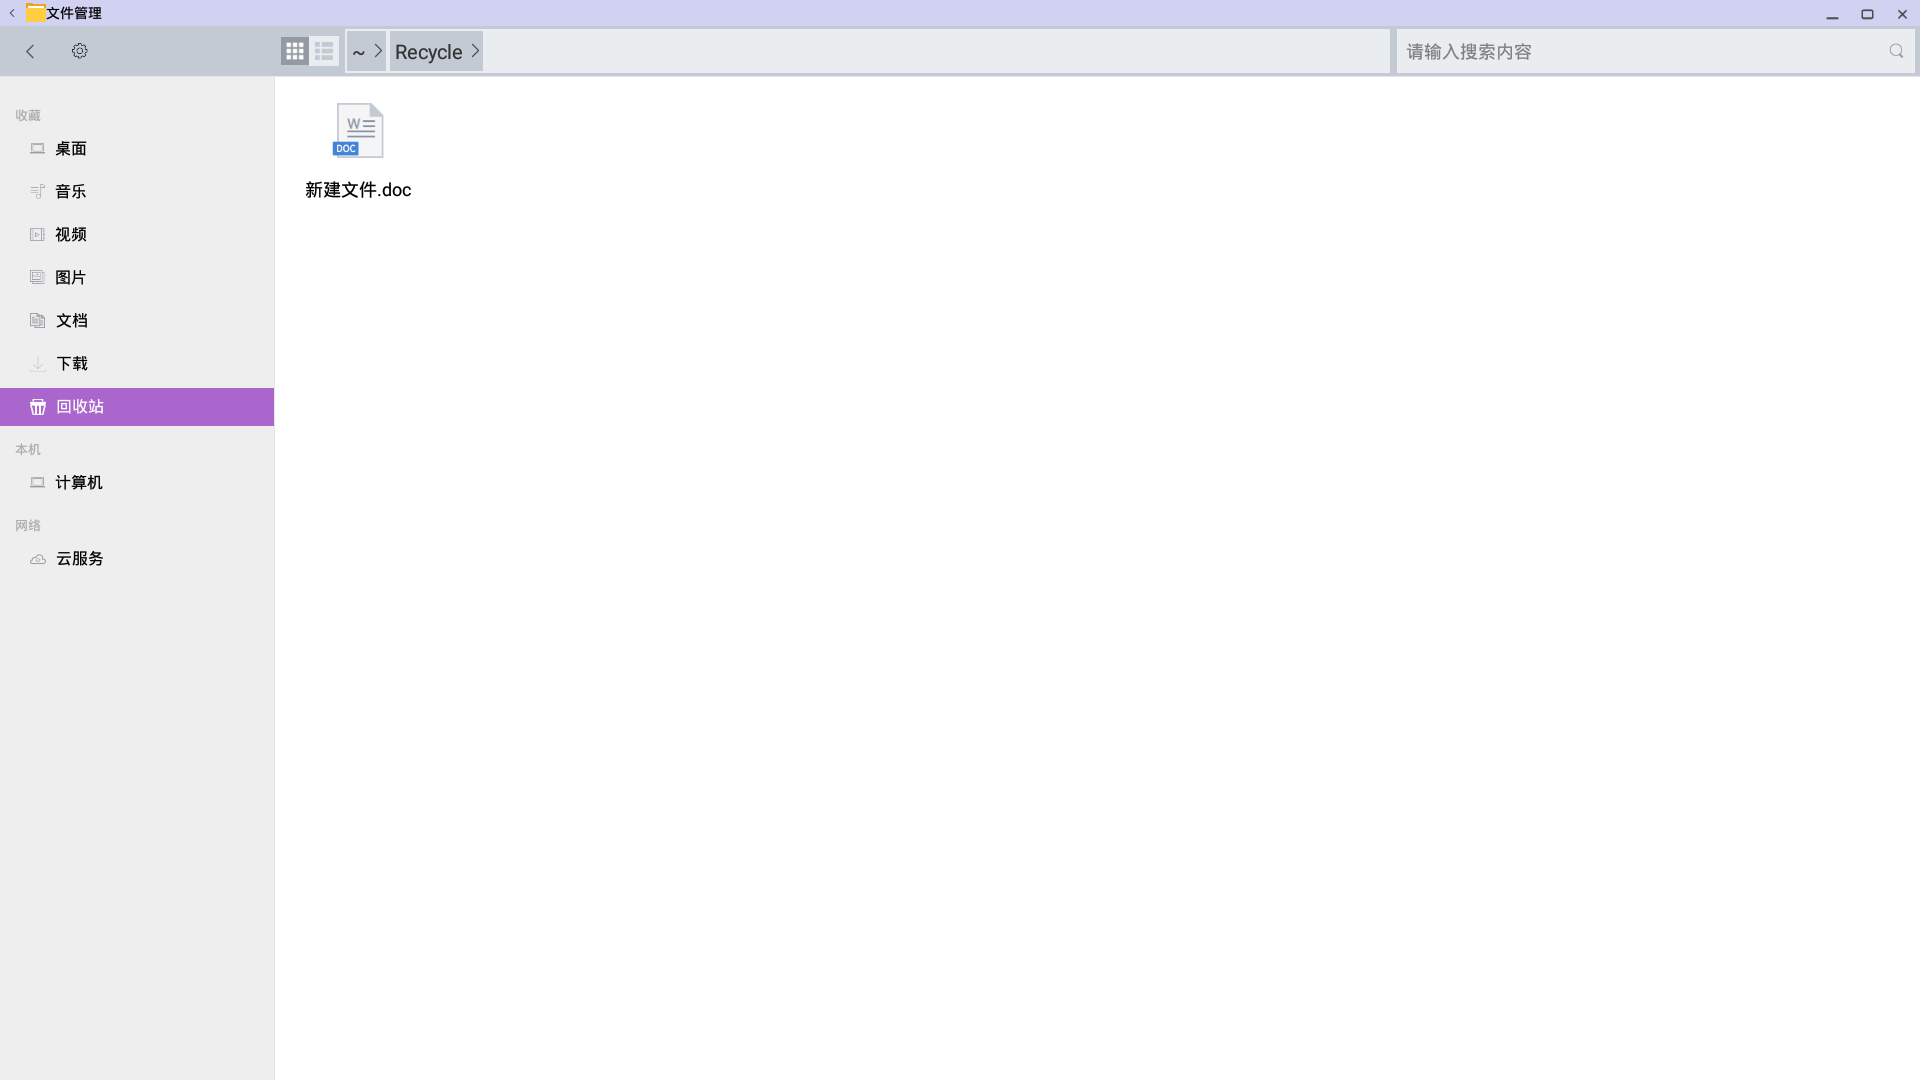 文件管理
~
Recycle
请输入搜索内容
收藏
桌面
音乐
视频
图片
文档
下载
回收站
本机
计算机
网络
云服务
W
DOC
新建文件.doc